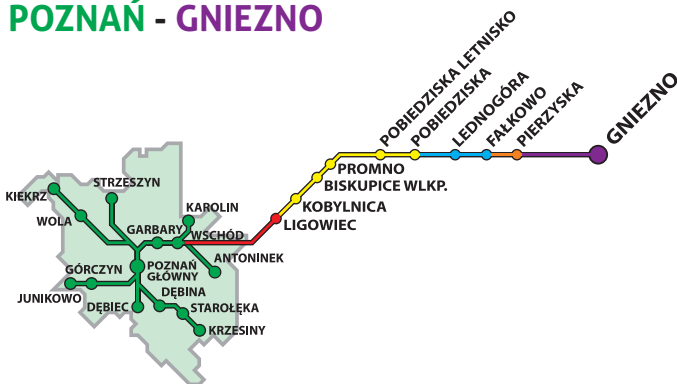 POZNAŃ - GNIEZNO
POBIEDZISKA LETNISKO
POBIEDZISKA
LEDNOGÓRA
FAŁKOWO
PIERZYSKA
GNIEZNO
PROMNO
BISKUPICE WLKP.
KOBYLNICA
LIGOWIEC
STRZESZYN
KIEKRZ
KAROLIN
WOLA
GARBARY
WSCHÓD
ANTONINEK
GÓRCZYN
POZNAŃ
GŁÓWNY
JUNIKOWO
DĘBINA
DĘBIEC
STAROŁĘKA
KRZESINY